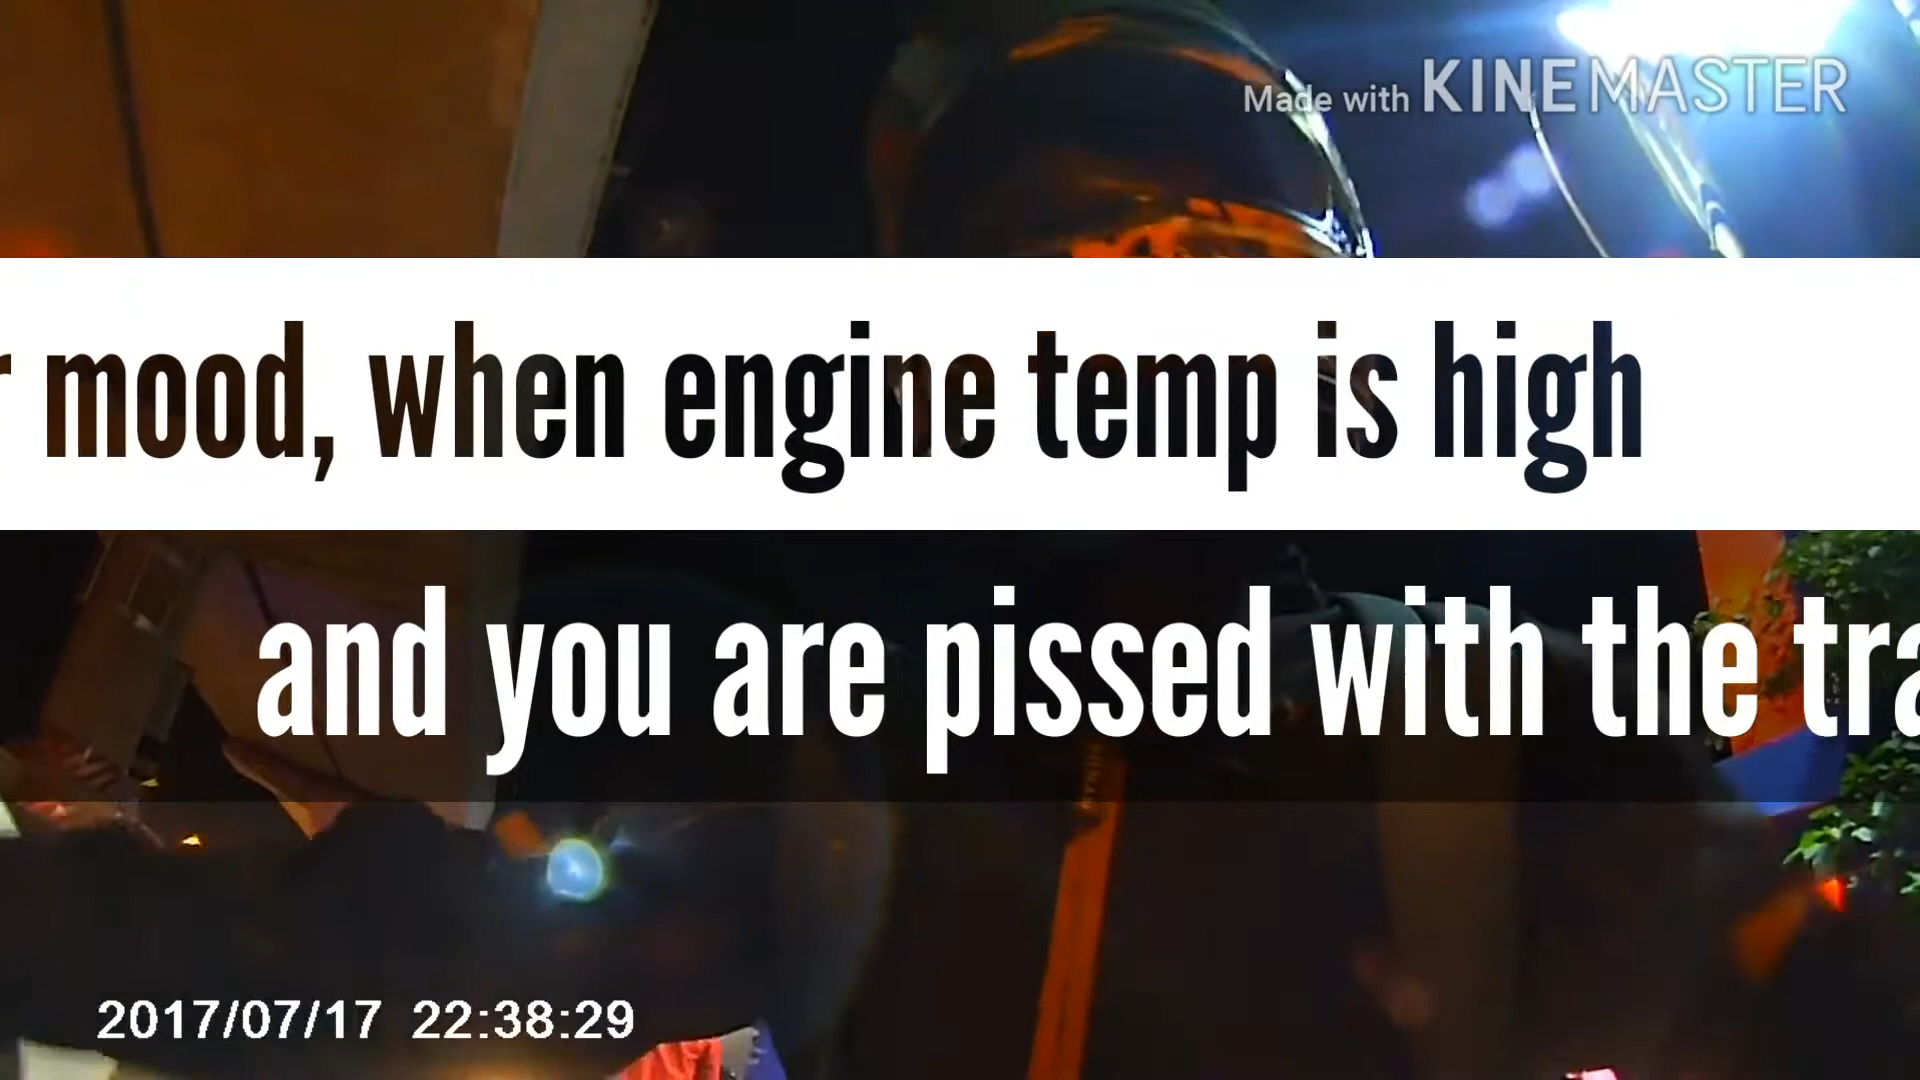 Made with KINEMASTER
mood, when engine temp is high
and you are pissed with the
2017/07/17 22:38:29